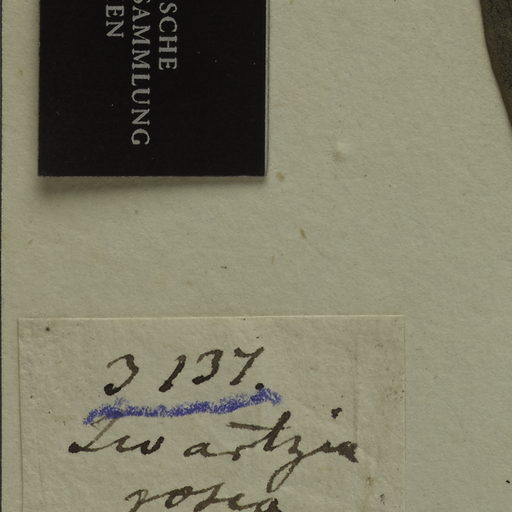 SCHE
SAMMLUNG
EN
3137.
Swartzia
rosea